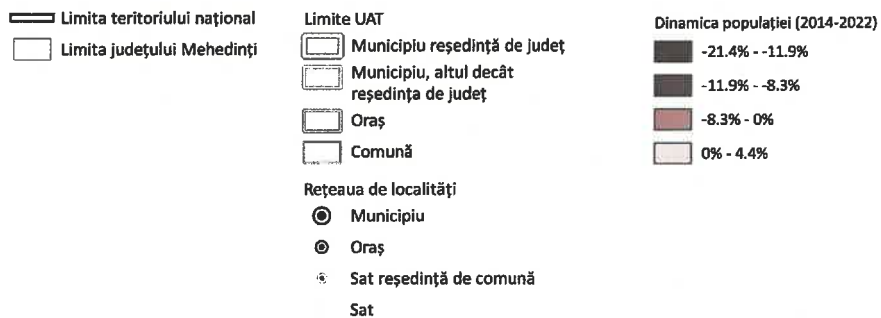 Limita teritoriului național
Limita județului Mehedinți
Limite UAT
Municipiu reședință de județ
Municipiu, altul decât
reședința de județ
Oraș
Comună
Rețeaua de localități
Municipiu
Oraș
Sat reședință de comună
Sat
Dinamica populației (2014-2022)
-21.4% - -11.9%
-11.9% - -8.3%
-8.3% - 0%
0% - 4.4%